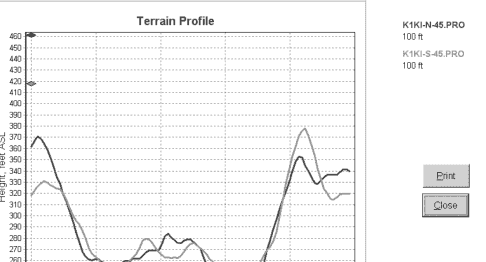 Terrain Profile
K1KI-N-45.PRO
100 ft
K1KI-S-45.PRO
100 ft
460
450
440
430
420
410
400
390
380
370
360
350
340
330
320
310
300
290
280
270
260
Height, feet ASL
Print
Close